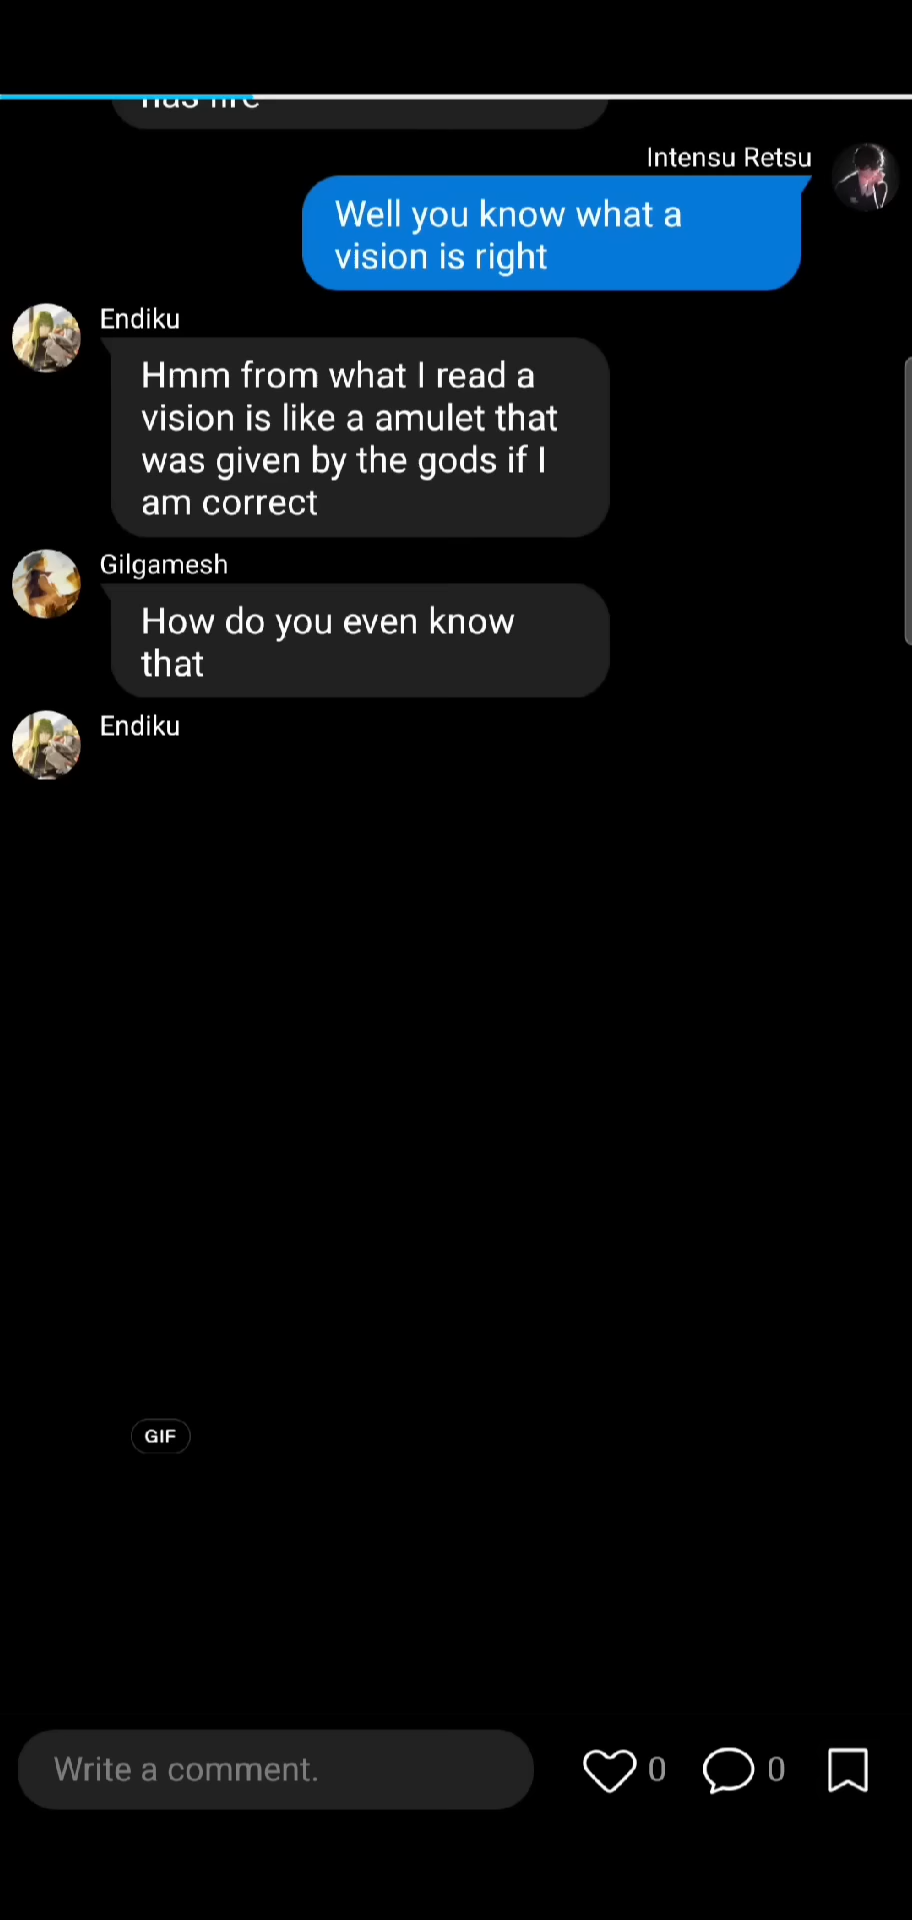 has fire
Intensu Retsu
Well you know what a
vision is right
Endiku
Hmm from what I read a
vision is like a amulet that
was given by the gods if I
am correct
Gilgamesh
How do you even know
that
Endiku
GIF
Write a comment.
0
0